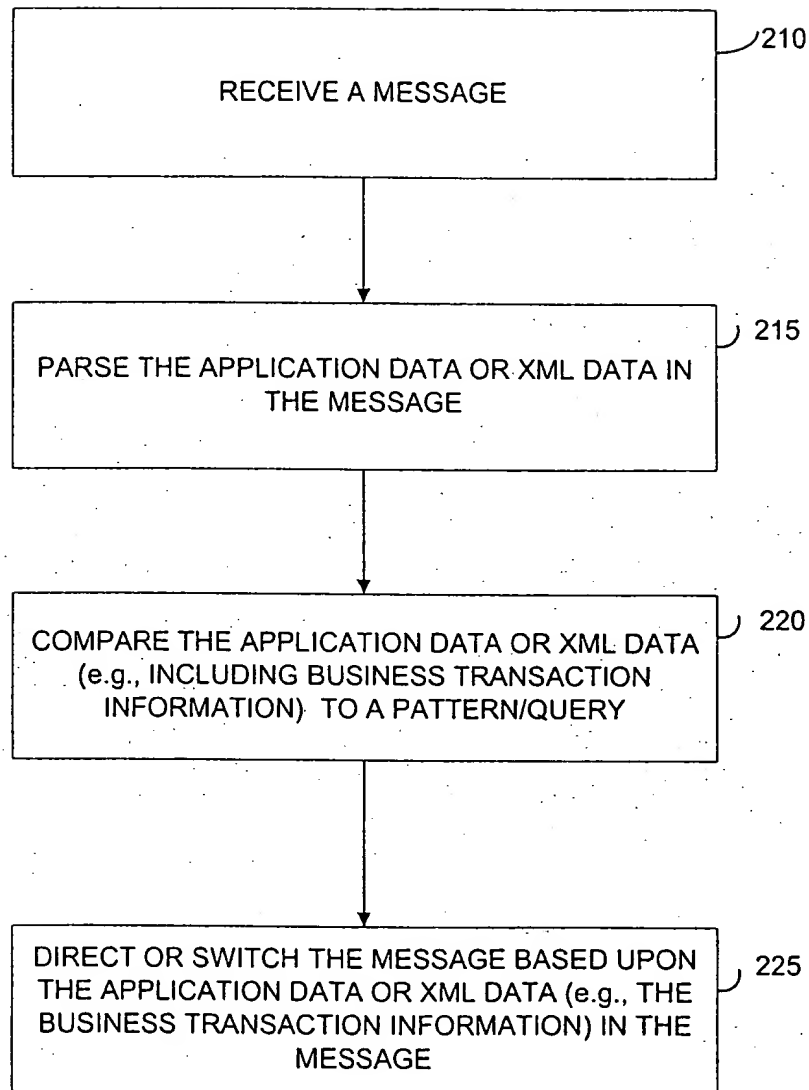 RECEIVE A MESSAGE
210
PARSE THE APPLICATION DATA OR XML DATA IN
THE MESSAGE
215
COMPARE THE APPLICATION DATA OR XML DATA
(e.g., INCLUDING BUSINESS TRANSACTION
INFORMATION) TO A PATTERN/QUERY
220
DIRECT OR SWITCH THE MESSAGE BASED UPON
THE APPLICATION DATA OR XML DATA (e.g., THE
BUSINESS TRANSACTION INFORMATION) IN THE
MESSAGE
225